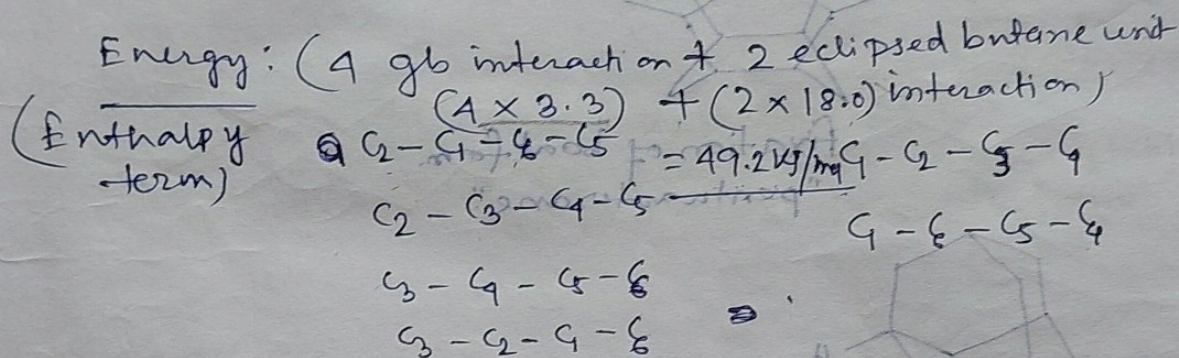 Energy: (4 gb interaction + 2 eclipsed butane unit
(Enthalpy term) (4 x 3.3) + (2 x 18.0) interaction)
C2 - C1 - C6 - C5 = 49.2 kJ/mol C1 - C2 - C3 - C4
C2 - C3 - C4 - C5 C1 - C6 - C5 - C4
C3 - C4 - C5 - C6
C3 - C2 - C1 - C6